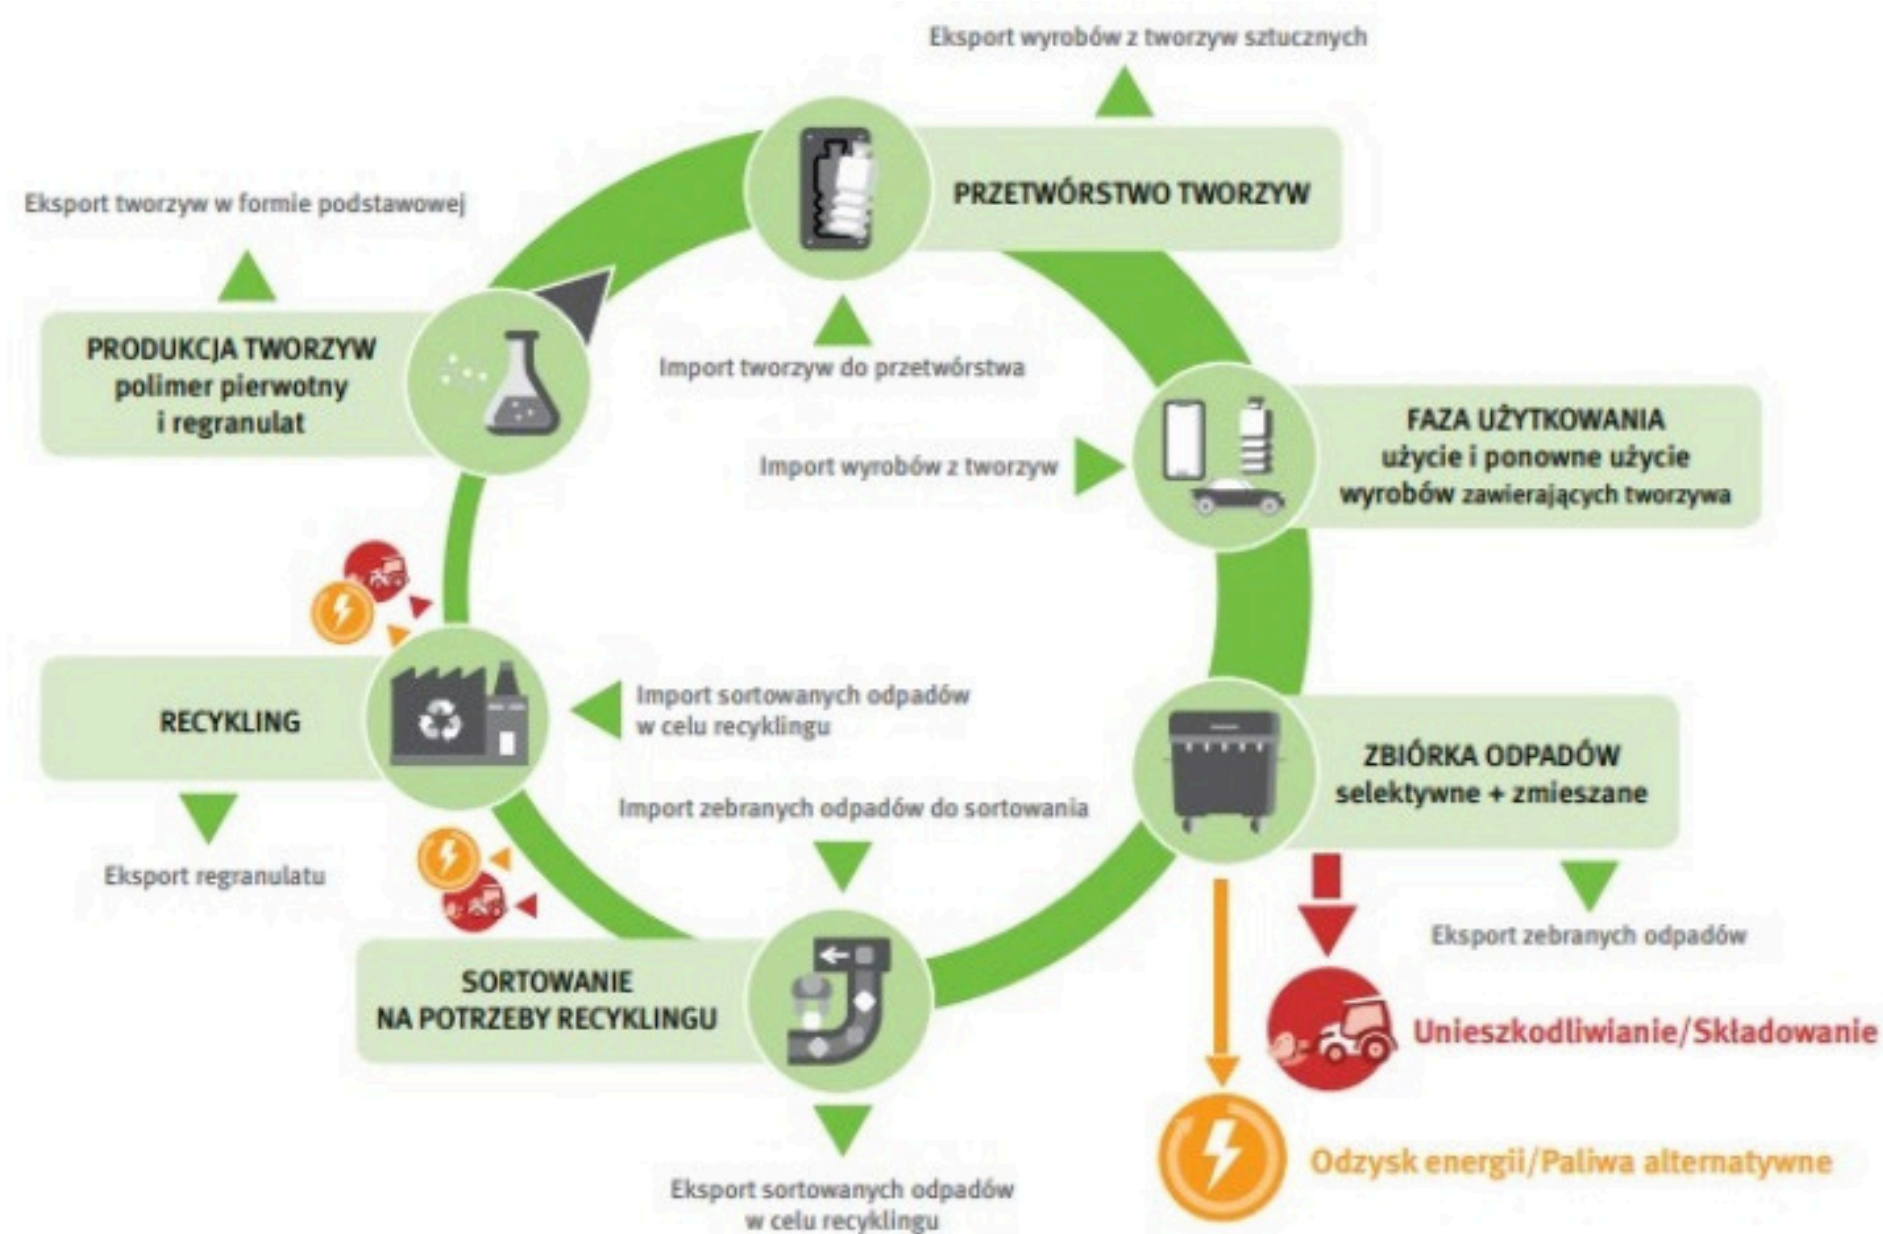 Eksport wyrobów z tworzyw sztucznych
PRZETWÓRSTWO TWORZYW
Eksport tworzyw w formie podstawowej
PRODUKCJA TWORZYW
polimer pierwotny
i regranulat
Import tworzyw do przetwórstwa
Import wyrobów z tworzyw
FAZA UŻYTKOWANIA
użycie i ponowne użycie
wyrobów zawierających tworzywa
RECYKLING
Import sortowanych odpadów
w celu recyklingu
ZBIÓRKA ODPADÓW
selektywne + zmieszane
Import zebranych odpadów do sortowania
Eksport regranulatu
Eksport zebranych odpadów
SORTOWANIE
NA POTRZEBY RECYKLINGU
Unieszkodliwianie/Składowanie
Odzysk energii/Paliwa alternatywne
Eksport sortowanych odpadów
w celu recyklingu